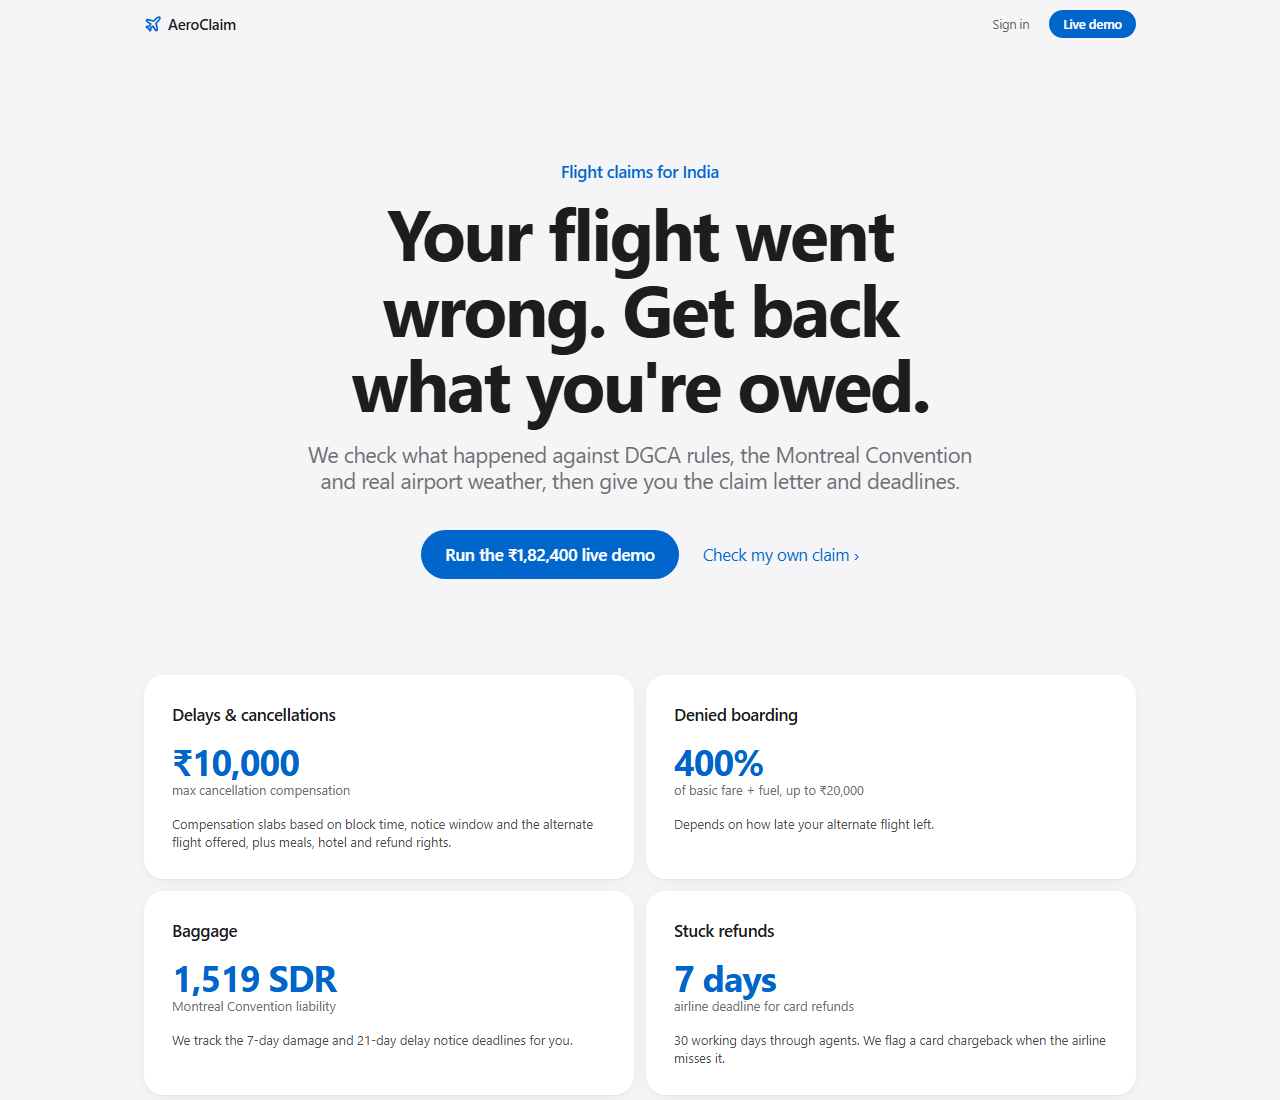 AeroClaim
Sign in
Live demo
Flight claims for India
Your flight went
wrong. Get back
what you're owed.
We check what happened against DGCA rules, the Montreal Convention
and real airport weather, then give you the claim letter and deadlines.
Run the ₹1,82,400 live demo
Check my own claim ›
Delays & cancellations
₹10,000
max cancellation compensation
Compensation slabs based on block time, notice window and the alternate
flight offered, plus meals, hotel and refund rights.
Denied boarding
400%
of basic fare + fuel, up to ₹20,000
Depends on how late your alternate flight left.
Baggage
1,519 SDR
Montreal Convention liability
We track the 7-day damage and 21-day delay notice deadlines for you.
Stuck refunds
7 days
airline deadline for card refunds
30 working days through agents. We flag a card chargeback when the airline
misses it.